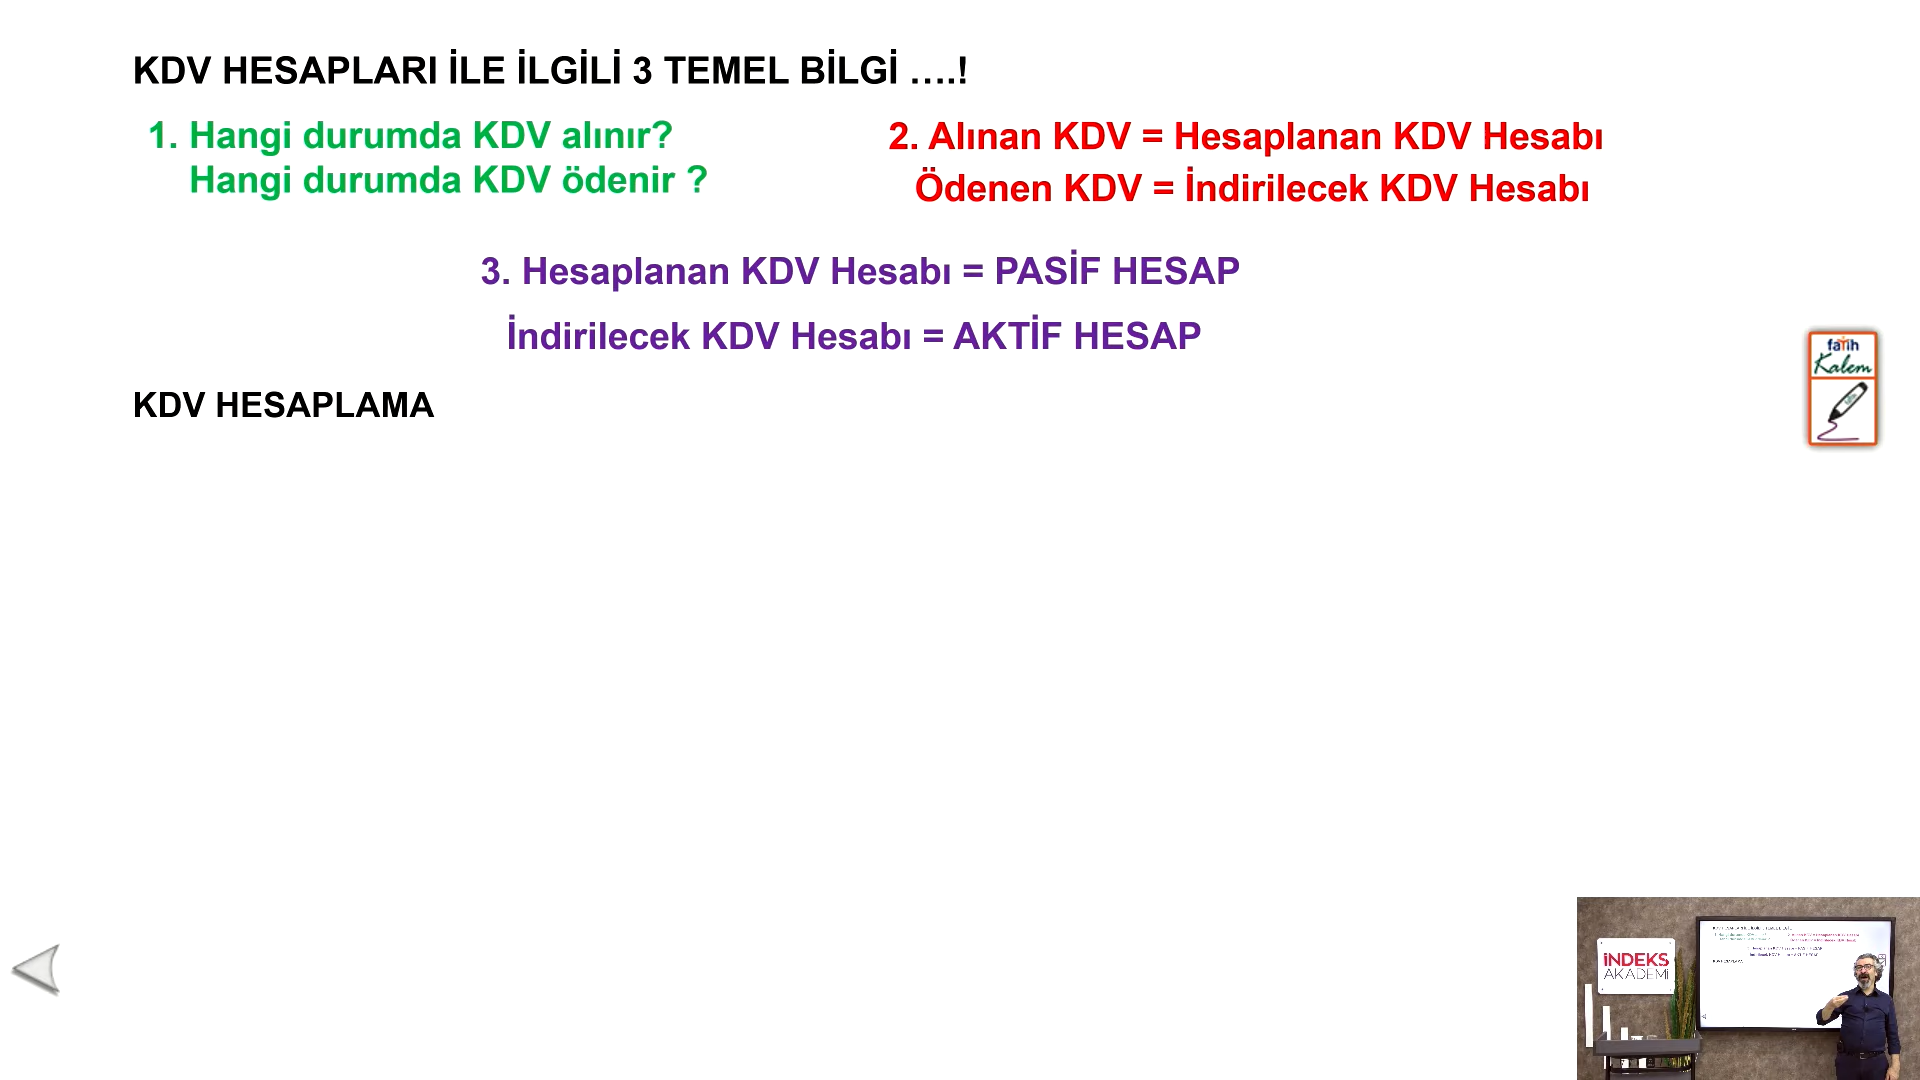 KDV HESAPLARI İLE İLGİLİ 3 TEMEL BİLGİ ….!
1. Hangi durumda KDV alınır?
Hangi durumda KDV ödenir ?
2. Alınan KDV = Hesaplanan KDV Hesabı
Ödenen KDV = İndirilecek KDV Hesabı
3. Hesaplanan KDV Hesabı = PASİF HESAP
İndirilecek KDV Hesabı = AKTİF HESAP
KDV HESAPLAMA
fatih
Kalem
İNDEKS
AKADEMİ